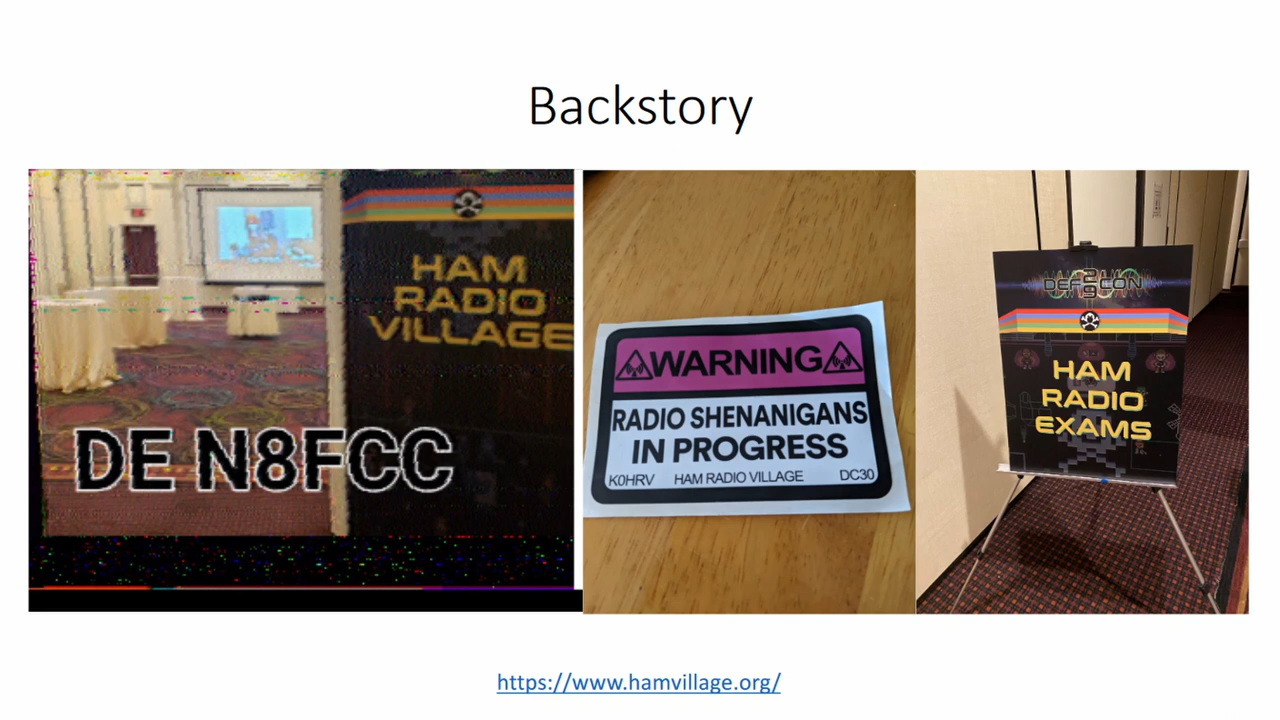 Backstory
HAM
RADIO
VILLAGE
DE N8FCC
WARNING
RADIO SHENANIGANS
IN PROGRESS
K0HRV HAM RADIO VILLAGE DC30
DEF CON
29
HAM
RADIO
EXAMS
https://www.hamvillage.org/